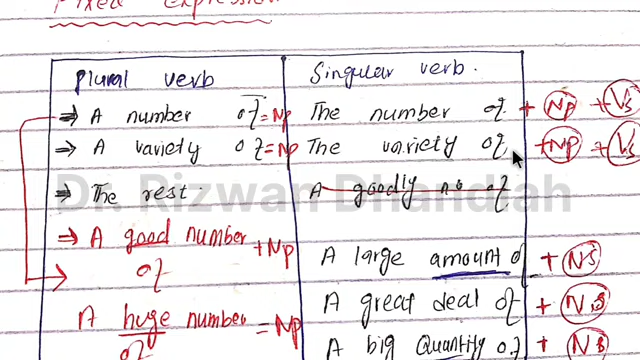 Fixed expression
Plural verb
⇒ A number of = Np
⇒ A variety of = Np
⇒ The rest.
⇒ A good number of + Np
A huge number of = Np
Singular verb.
The number of + Np + Vs
The variety of + Np + Vs
A goodly no of
A large amount of + Ns
A great deal of + Ns
A big Quantity of + Ns
Dr. Rizwan Dhandlah